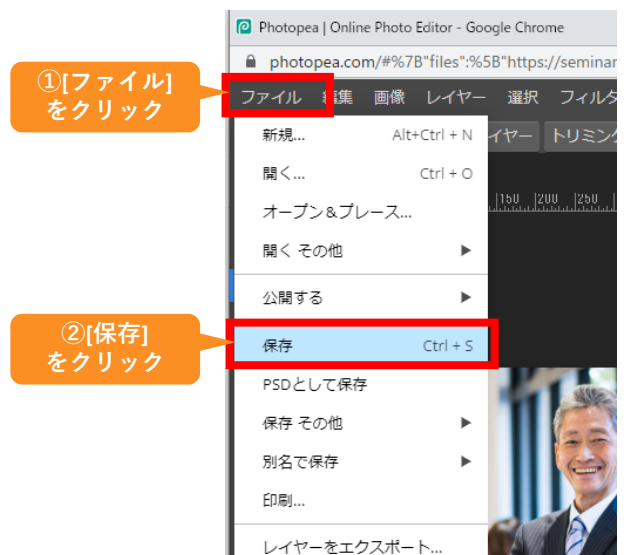 Photopea | Online Photo Editor - Google Chrome
photopea.com/#%7B"files":%5B"https://seminar
①[ファイル]
をクリック
ファイル 編集 画像 レイヤー 選択 フィルタ
新規... Alt+Ctrl + N
イヤー トリミング
開く... Ctrl + O
オープン&プレース...
150 200 250
開く その他 ▶
公開する ▶
②[保存]
をクリック
保存 Ctrl + S
PSDとして保存
保存 その他 ▶
別名で保存 ▶
印刷...
レイヤーをエクスポート...